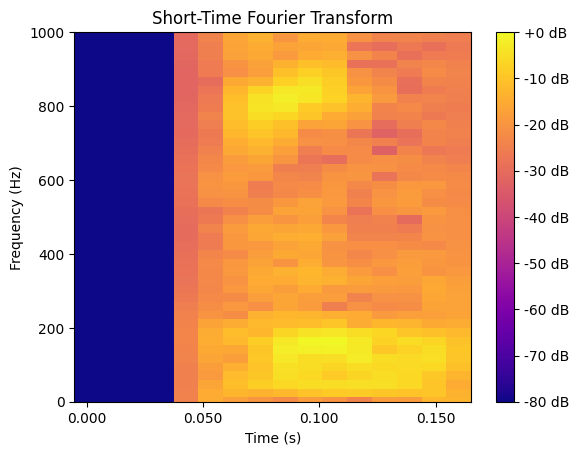 Short-Time Fourier Transform
Frequency (Hz)
1000
800
600
400
200
0
0.000
0.050
0.100
0.150
Time (s)
+0 dB
-10 dB
-20 dB
-30 dB
-40 dB
-50 dB
-60 dB
-70 dB
-80 dB